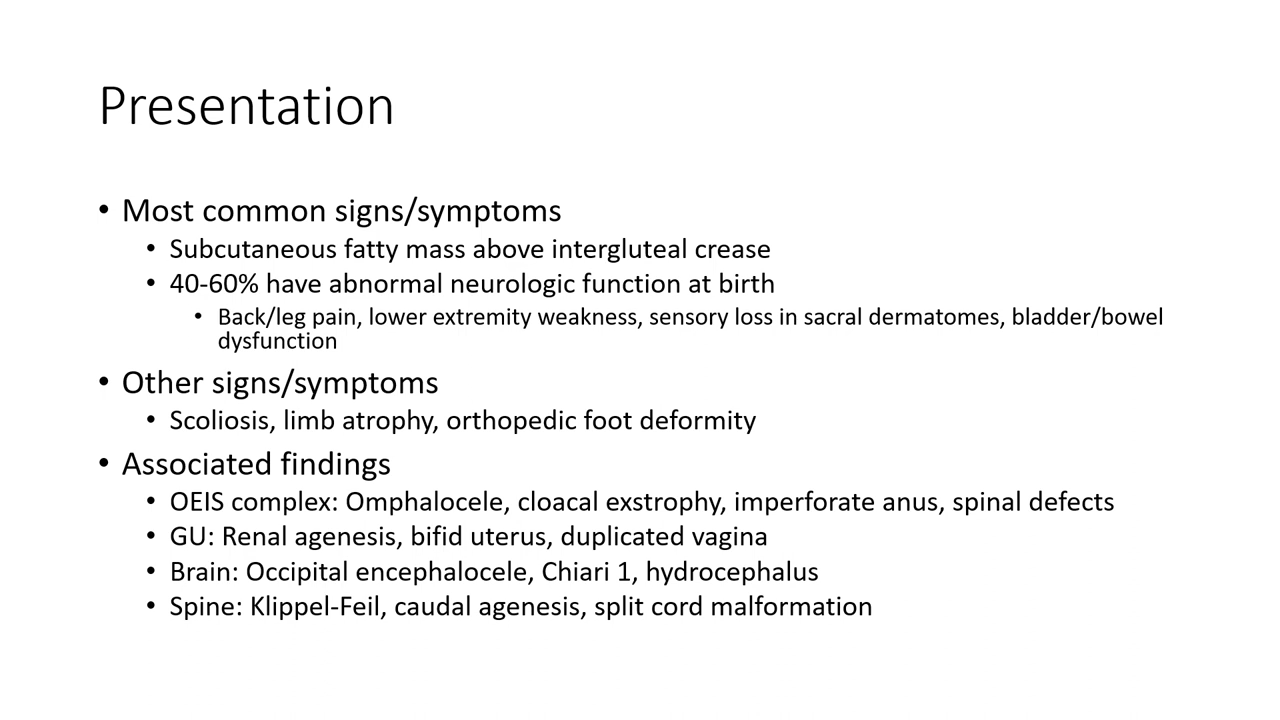 Presentation
• Most common signs/symptoms
• Subcutaneous fatty mass above intergluteal crease
• 40-60% have abnormal neurologic function at birth
• Back/leg pain, lower extremity weakness, sensory loss in sacral dermatomes, bladder/bowel
dysfunction
• Other signs/symptoms
• Scoliosis, limb atrophy, orthopedic foot deformity
• Associated findings
• OEIS complex: Omphalocele, cloacal exstrophy, imperforate anus, spinal defects
• GU: Renal agenesis, bifid uterus, duplicated vagina
• Brain: Occipital encephalocele, Chiari 1, hydrocephalus
• Spine: Klippel-Feil, caudal agenesis, split cord malformation